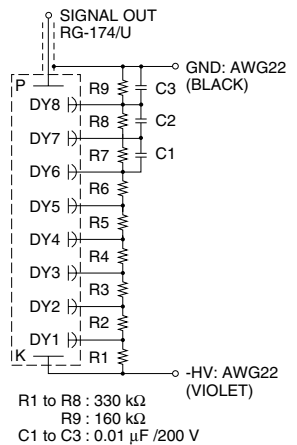 SIGNAL OUT
RG-174/U
GND: AWG22
(BLACK)
P
R9
C3
DY8
R8
C2
DY7
R7
C1
DY6
R6
DY5
R5
DY4
R4
DY3
R3
DY2
R2
DY1
R1
K
-HV: AWG22
(VIOLET)
R1 to R8 : 330 kΩ
R9 : 160 kΩ
C1 to C3 : 0.01 μF /200 V